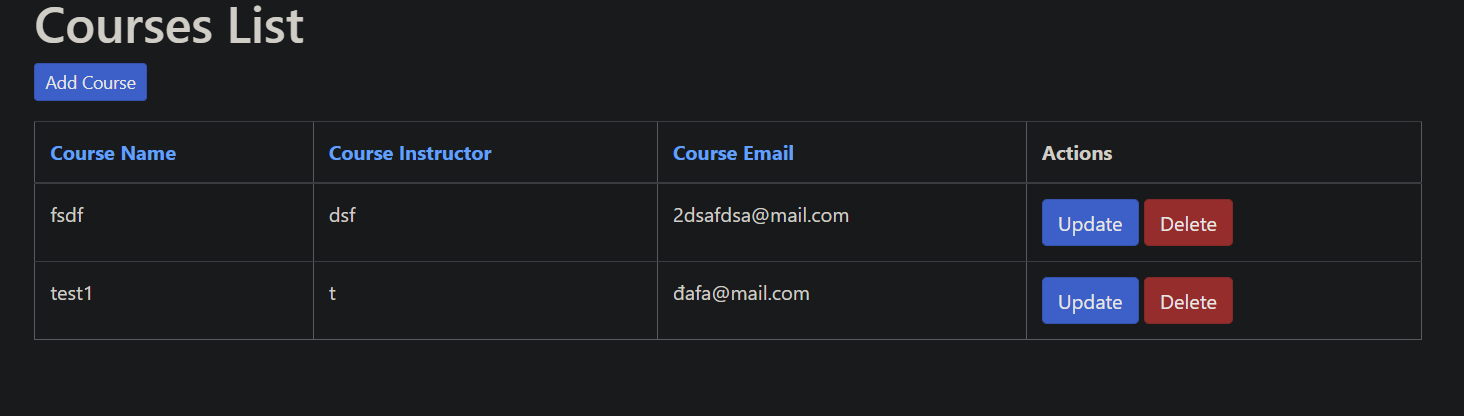 Courses List
Add Course
Course Name Course Instructor Course Email Actions
fsdf dsf 2dsafdsa@mail.com Update Delete
test1 t đafa@mail.com Update Delete